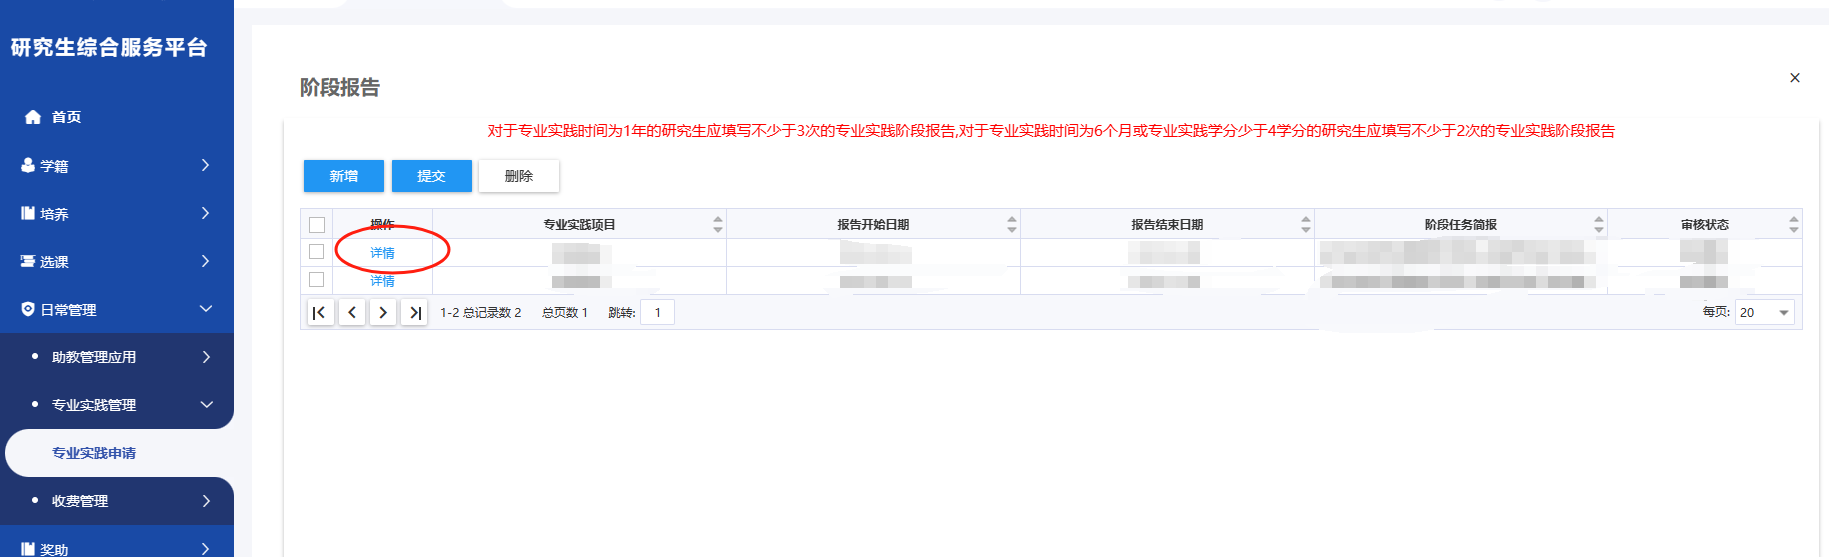 研究生综合服务平台
首页
学籍
培养
选课
日常管理
助教管理应用
专业实践管理
专业实践申请
收费管理
奖助
阶段报告
×
对于专业实践时间为1年的研究生应填写不少于3次的专业实践阶段报告,对于专业实践时间为6个月或专业实践学分少于4学分的研究生应填写不少于2次的专业实践阶段报告
新增 提交 删除
操作 专业实践项目 报告开始日期 报告结束日期 阶段任务简报 审核状态
详情
详情
1-2 总记录数 2 总页数 1 跳转: 1 每页: 20